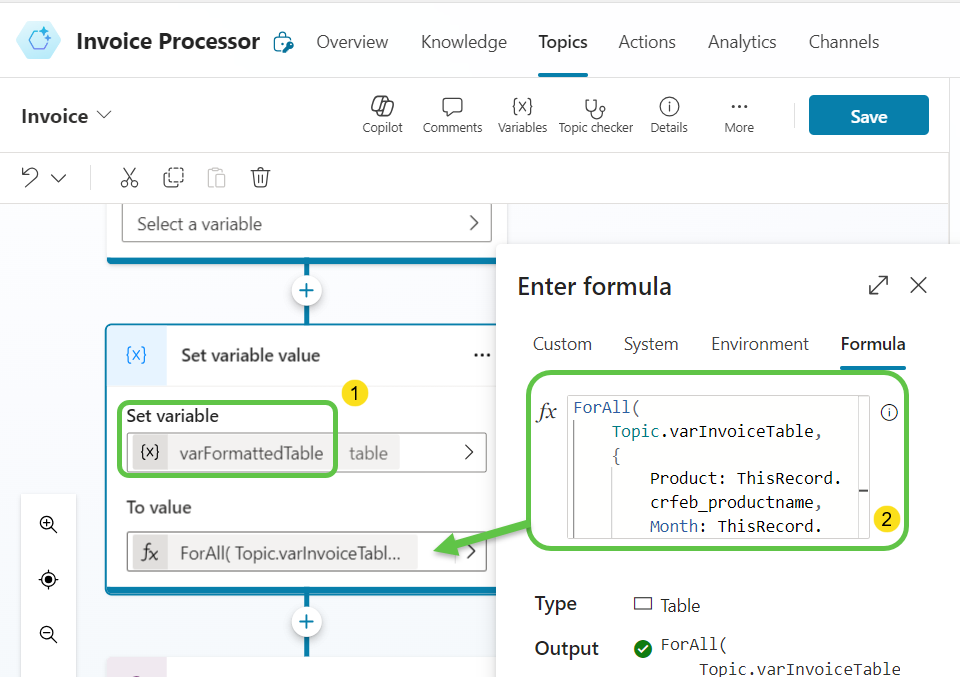 Invoice Processor Overview Knowledge Topics Actions Analytics Channels
Invoice Copilot Comments Variables Topic checker Details More Save
Select a variable
Set variable value
1
Set variable
{x} varFormattedTable table
To value
fx ForAll( Topic.varInvoiceTabl...
Enter formula
Custom System Environment Formula
fx ForAll(
Topic.varInvoiceTable,
{
Product: ThisRecord.
crfeb_productname,
Month: ThisRecord.
2
Type Table
Output ForAll(
Topic.varInvoiceTable